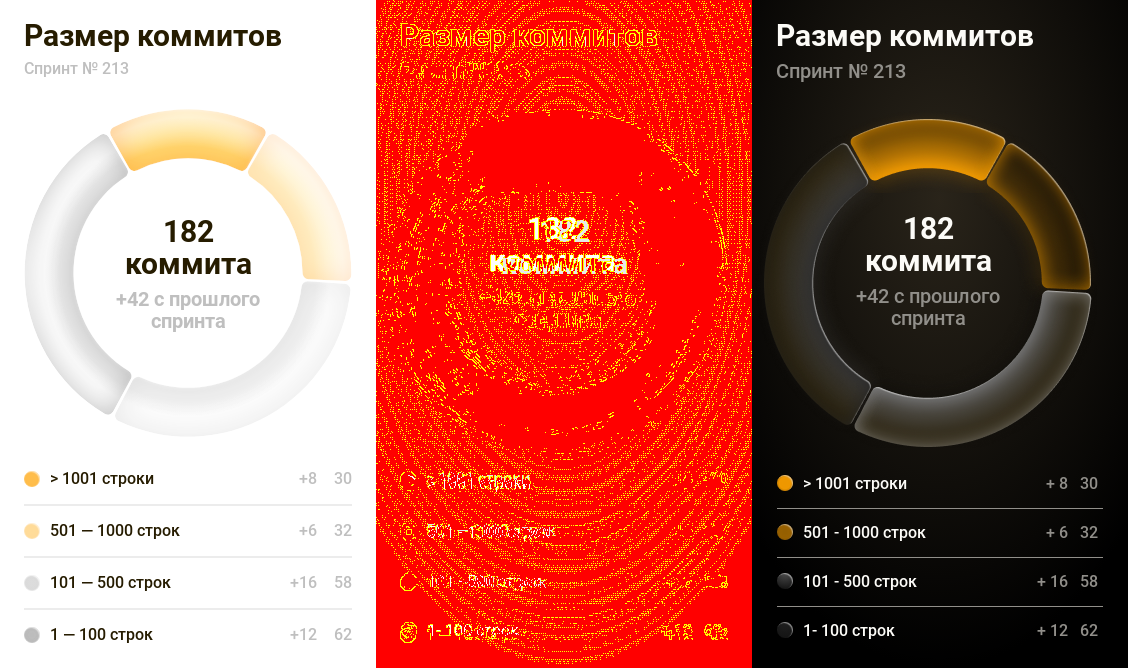 Размер коммитов
Спринт № 213
182
коммита
+42 с прошлого
спринта
> 1001 строки +8 30
501 — 1000 строк +6 32
101 — 500 строк +16 58
1 — 100 строк +12 62
Размер коммитов
182
коммита
Размер коммитов
Спринт № 213
182
коммита
+42 с прошлого
спринта
> 1001 строки + 8 30
501 - 1000 строк + 6 32
101 - 500 строк + 16 58
1- 100 строк + 12 62